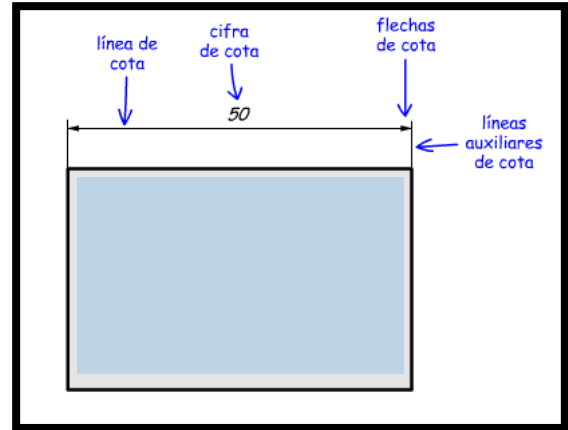 línea de
cota
cifra
de cota
flechas
de cota
50
líneas
auxiliares
de cota